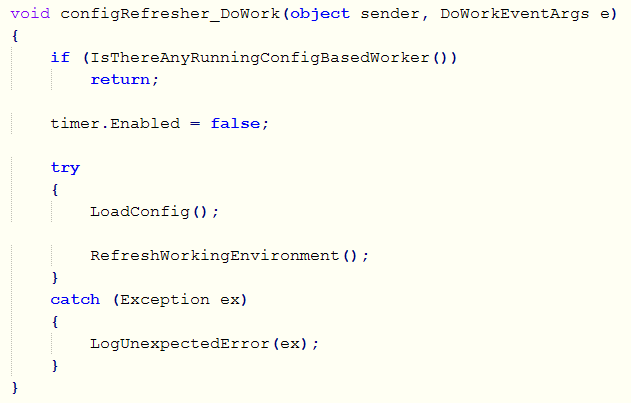 void configRefresher_DoWork(object sender, DoWorkEventArgs e)
{
    if (IsThereAnyRunningConfigBasedWorker())
        return;

    timer.Enabled = false;

    try
    {
        LoadConfig();

        RefreshWorkingEnvironment();
    }
    catch (Exception ex)
    {
        LogUnexpectedError(ex);
    }
}